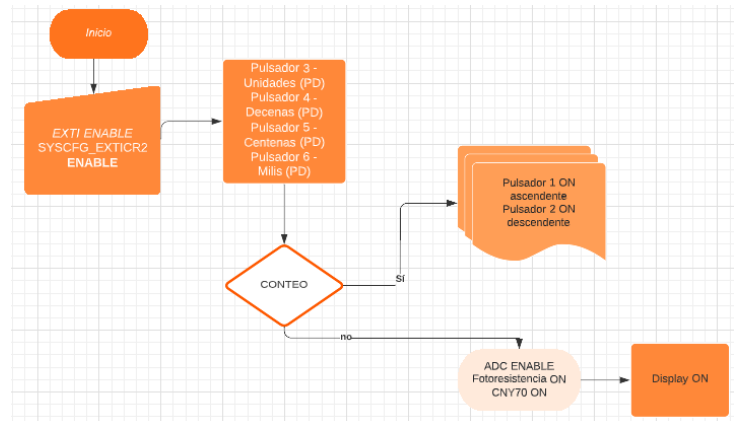 Inicio
EXTI ENABLE
SYSCFG_EXTICR2
ENABLE
Pulsador 3 -
Unidades (PD)
Pulsador 4 -
Decenas (PD)
Pulsador 5 -
Centenas (PD)
Pulsador 6 -
Milis (PD)
Pulsador 1 ON
ascendente
Pulsador 2 ON
descendente
CONTEO
Sí
no
ADC ENABLE
Fotoresistencia ON
CNY70 ON
Display ON